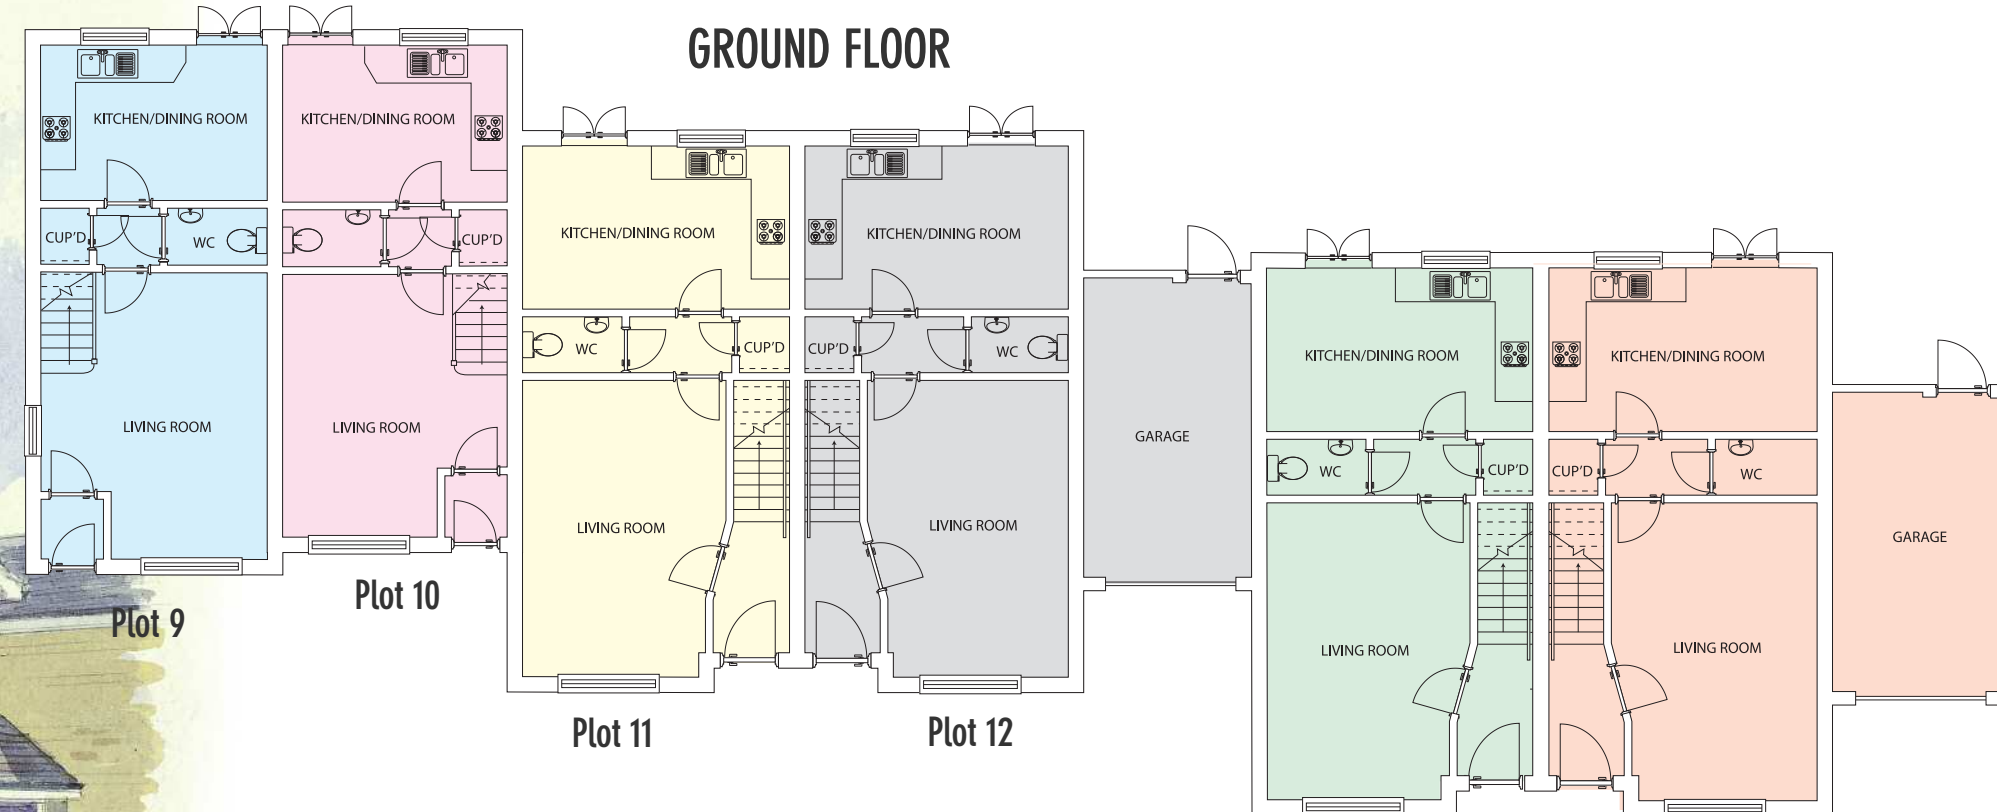 GROUND FLOOR
KITCHEN/DINING ROOM
CUP'D
WC
LIVING ROOM
Plot 9
KITCHEN/DINING ROOM
CUP'D
LIVING ROOM
Plot 10
KITCHEN/DINING ROOM
WC
CUP'D
LIVING ROOM
Plot 11
KITCHEN/DINING ROOM
CUP'D
WC
LIVING ROOM
Plot 12
GARAGE
KITCHEN/DINING ROOM
WC
CUP'D
LIVING ROOM
KITCHEN/DINING ROOM
CUP'D
WC
LIVING ROOM
GARAGE